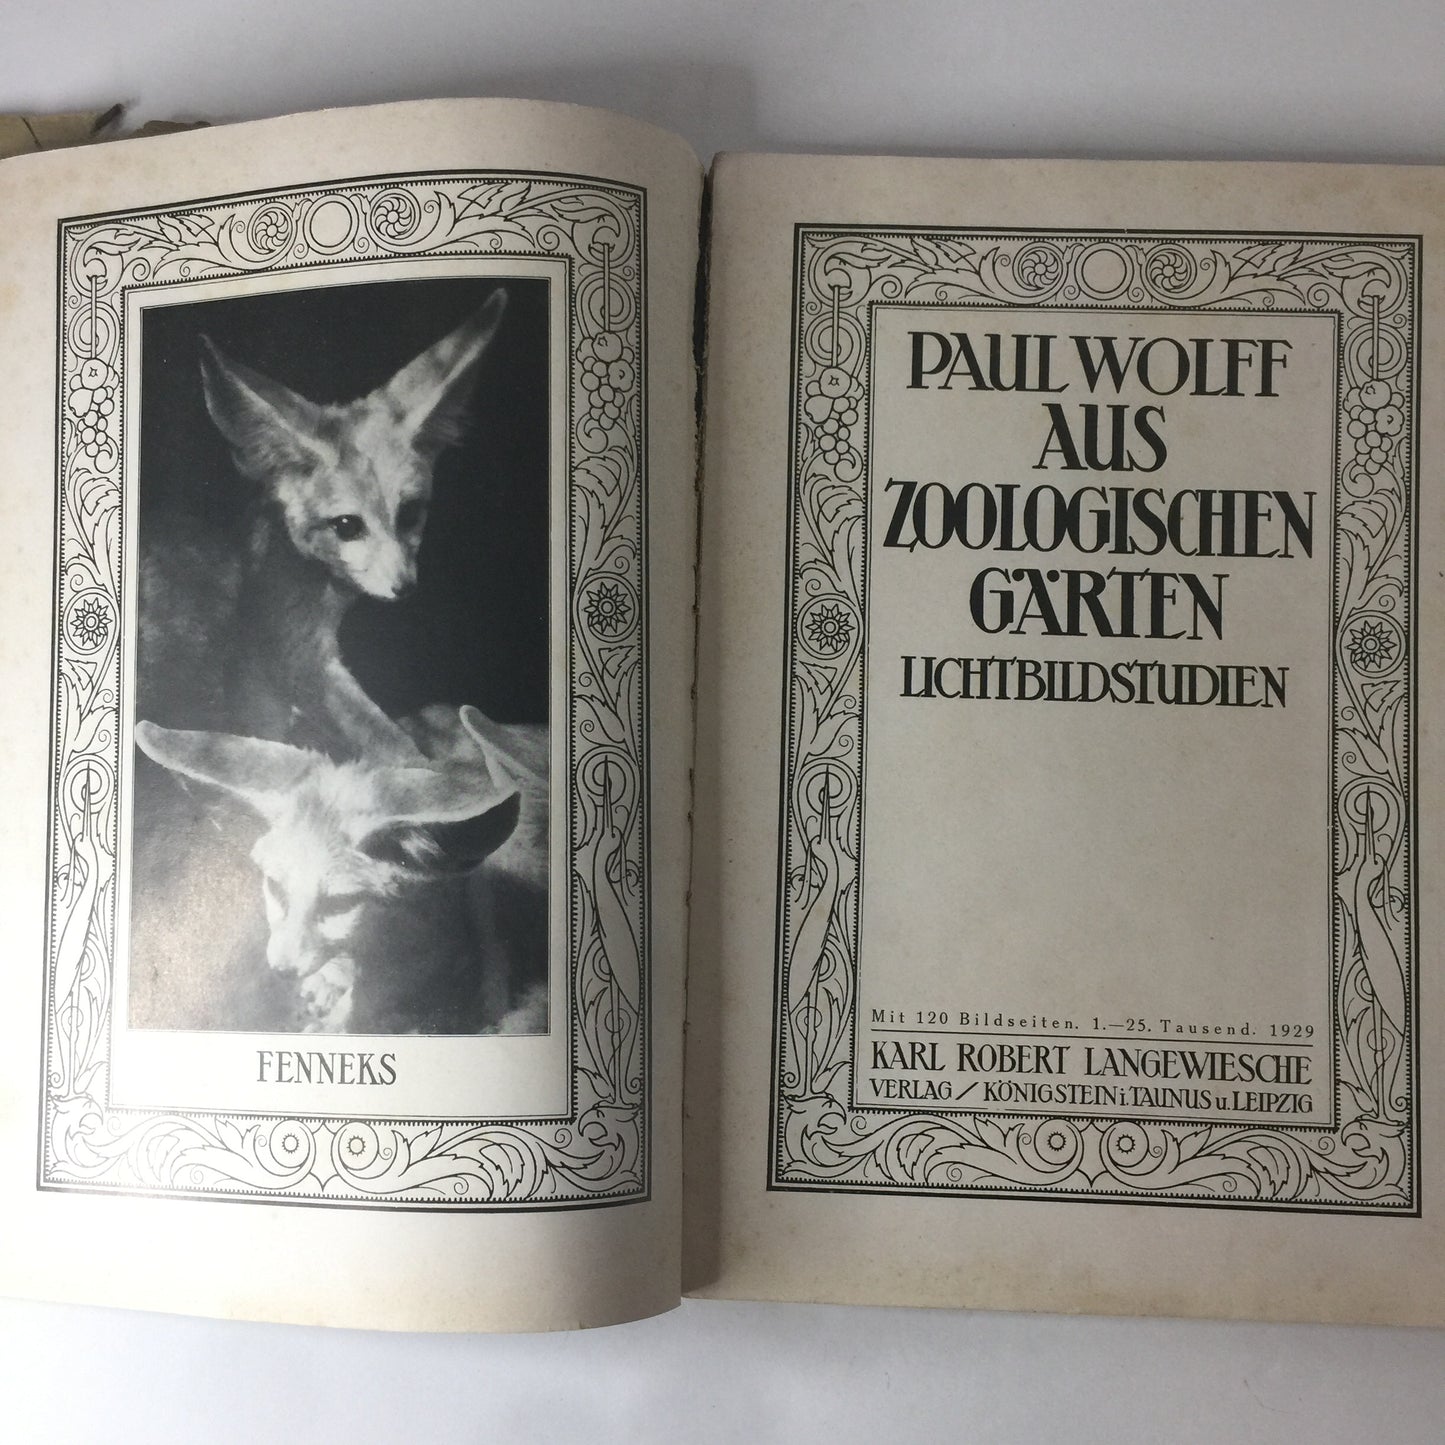 FENNEKS
PAUL WOLFF
AUS
ZOOLOGISCHEN
GÄRTEN
LICHTBILDSTUDIEN
Mit 120 Bildseiten. 1.—25. Tausend. 1929
KARL ROBERT LANGEWIESCHE
VERLAG / KÖNIGSTEIN i. TAUNUS u. LEIPZIG